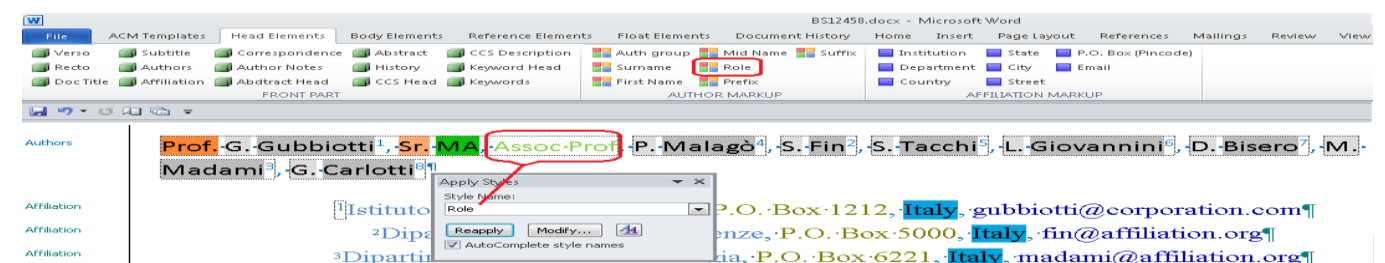 W BS12458.docx - Microsoft Word
File ACM Templates Head Elements Body Elements Reference Elements Float Elements Document History Home Insert Page Layout References Mailings Review View
Verso Subtitle Correspondence Abstract CCS Description Auth group Mid Name Suffix Institution State P.O. Box (Pincode)
Recto Authors Author Notes History Keyword Head Surname Role Department City Email
Doc Title Affiliation Abdtract Head CCS Head Keywords First Name Prefix Country Street
FRONT PART AUTHOR MARKUP AFFILIATION MARKUP
Authors Prof.·G.·Gubbiotti¹,·Sr.·MA,·Assoc·Prof.·P.·Malagò⁴,·S.·Fin²,·S.·Tacchi⁵,·L.·Giovannini⁶,·D.·Bisero⁷,·M.·
Madami³,·G.·Carlotti⁸¶
Apply Styles
Style Name:
Role
Reapply Modify...
AutoComplete style names
Affiliation ¹Istituto P.O.·Box·1212,·Italy,·gubbiotti@corporation.com¶
Affiliation ²Dipa enze,·P.O.·Box·5000,·Italy,·fin@affiliation.org¶
Affiliation ³Dipartin ia,·P.O.·Box·6221,·Italy,·madami@affiliation.org¶